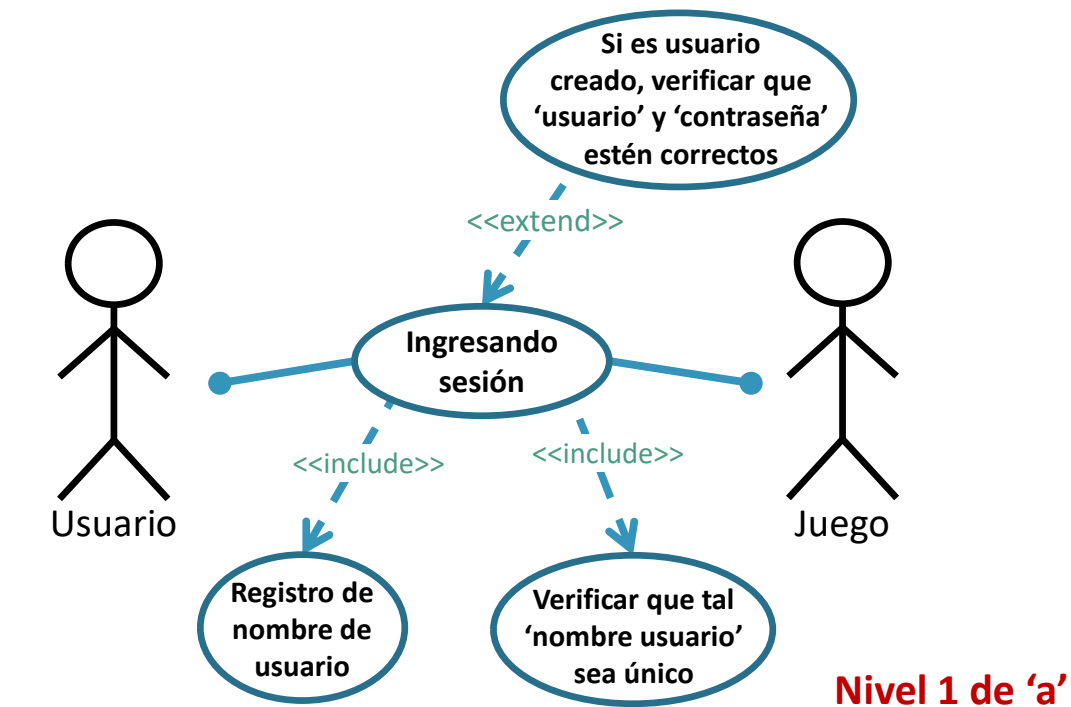 Si es usuario
creado, verificar que
‘usuario’ y ‘contraseña’
estén correctos
<<extend>>
Ingresando
sesión
<<include>>
<<include>>
Usuario
Juego
Registro de
nombre de
usuario
Verificar que tal
‘nombre usuario’
sea único
Nivel 1 de ‘a’